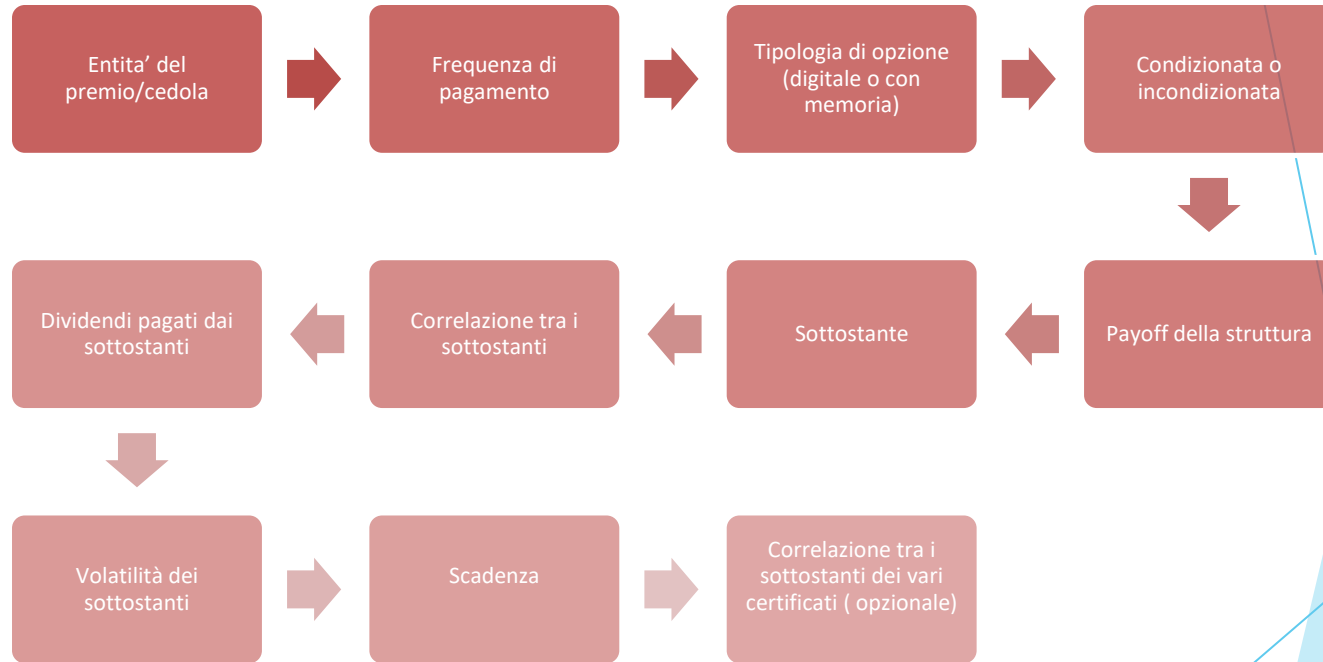 Entita' del
premio/cedola
Frequenza di
pagamento
Tipologia di opzione
(digitale o con
memoria)
Condizionata o
incondizionata
Dividendi pagati dai
sottostanti
Correlazione tra i
sottostanti
Sottostante
Payoff della struttura
Volatilità dei
sottostanti
Scadenza
Correlazione tra i
sottostanti dei vari
certificati ( opzionale)